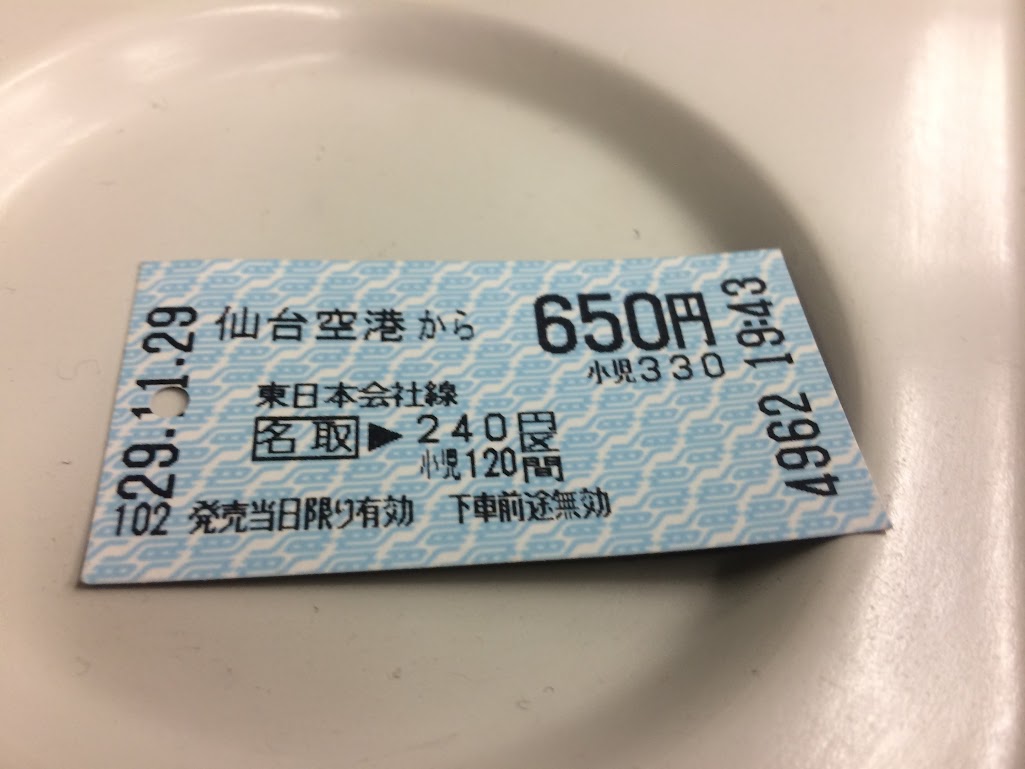 仙台空港から 650円
小児330
東日本会社線
名取▶240円区間
小児120
発売当日限り有効 下車前途無効
102
29.11.29
4962 19:43